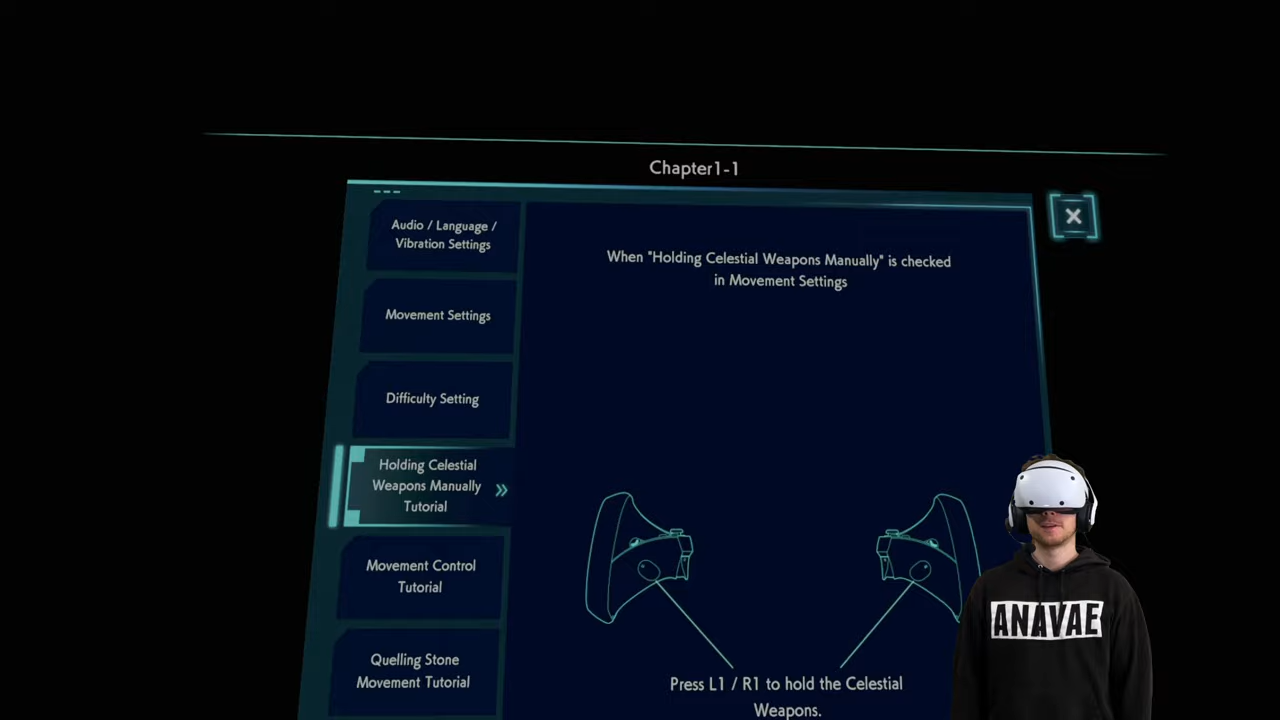 Chapter1-1
Audio / Language /
Vibration Settings
Movement Settings
Difficulty Setting
Holding Celestial
Weapons Manually
Tutorial
Movement Control
Tutorial
Quelling Stone
Movement Tutorial
When "Holding Celestial Weapons Manually" is checked
in Movement Settings
Press L1 / R1 to hold the Celestial
Weapons.
ANAVAE